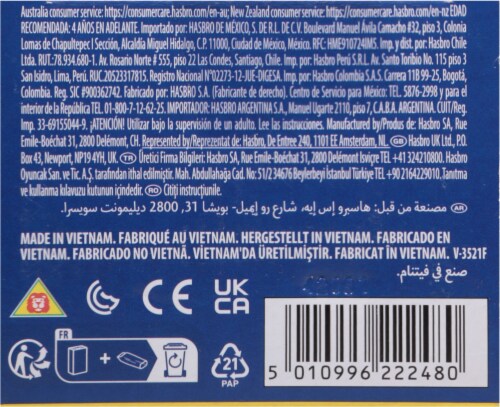 Australia consumer service: https://consumercare.hasbro.com/en-au; New Zealand consumer service: https://consumercare.hasbro.com/en-nz EDAD
RECOMENDADA: 4 AÑOS EN ADELANTE. Importado por: HASBRO DE MÉXICO, S. DE R.L. DE C.V. Boulevard Manuel Ávila Camacho #32, piso 3, Colonia
Lomas de Chapultepec I Sección, Alcaldía Miguel Hidalgo, C.P. 11000, Ciudad de México, México. RFC: HME910724IM5. Imp. y dist. por: Hasbro Chile
Ltda. RUT:78.934.680-1. Av. Rosario Norte # 555, piso 22 Las Condes, Santiago, Chile. Imp. por: Hasbro Perú S.R.L. Av. Santo Toribio No. 115 piso
3 San Isidro, Lima, Perú. RUC:20523317815. Registro Nacional N°02273-12-JUE-DIGESA. Imp. por: Hasbro Colombia S.A.S. Carrera 11B 99-25, Bogotá,
Colombia. Reg. SIC #900362742. Fabricado por: HASBRO S.A. (Fabricante de derecho). Centro de Servicio para México: TEL. 5876-2998 y para el
interior de la República TEL. 01-800-7-12-62-25. IMPORTADOR: HASBRO ARGENTINA S.A., Manuel Ugarte 2110, piso 7, C.A.B.A. ARGENTINA. CUIT/Reg.
Imp. 33-69155044-9. ¡ATENCIÓN! Utilizar bajo la supervisión de un adulto. Lee las instrucciones. Manufactured by/Produced de: Hasbro SA, Rue
Emile-Boéchat 31, 2800 Delémont, CH. Represented by/Reprezentat de: Hasbro, De Entree 240, 1101 EE Amsterdam, NL. GB Hasbro UK Ltd., P.O.
Box 43, Newport, NP19 4YH, UK. TR Üretici Firma Bilgileri: Hasbro SA, Rue Emile-Boéchat 31, 2800 Delémont İsviçre TEL +41 324210800. Hasbro
Oyuncak San. ve Tic. A.Ş. tarafından ithal edilmiştir. Mah. Abdullahağa Cad. No: 51/2 34676 Beylerbeyi İstanbul Türkiye TEL +90 2164229010. Tanıtma
ve kullanma kılavuzu kutunun içindedir. RO Citiți instrucțiunile.
AR مصنعة من قبل: هاسبرو إس إيه، شارع رو إميل- بويشا 31, 2800 ديليمونت سويسرا.
MADE IN VIETNAM. FABRIQUÉ AU VIETNAM. HERGESTELLT IN VIETNAM. FABRICADO EN
VIETNAM. FABRICADO NO VIETNÃ. VİETNAM'DA ÜRETİLMİŞTİR. FABRICAT ÎN VIETNAM. V-3521F
صنع في فيتنام.
CE UK CA
FR
21
PAP
5 010996 222480